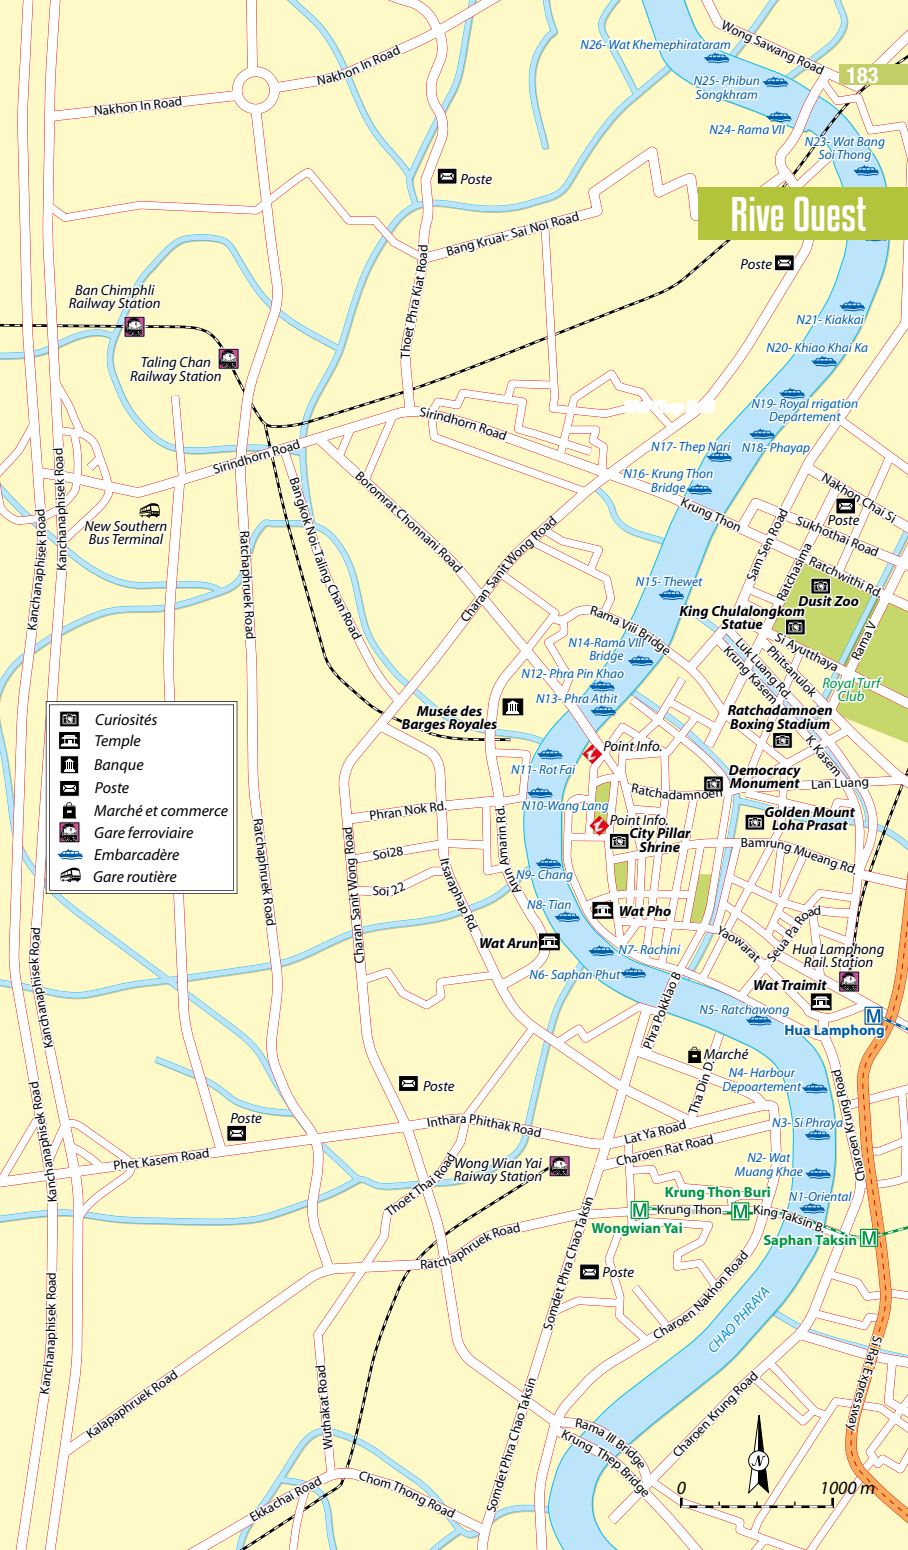 N26- Wat Khemephirataram
Wong Sawang Road
183
Nakhon In Road
Nakhon In Road
N25- Phibun
Songkhram
N24- Rama VII
N23- Wat Bang
Soi Thong
Poste
Rive Ouest
Bang Kruai- Sai Noi Road
Poste
Thoet Phra Kiat Road
Ban Chimphli
Railway Station
Taling Chan
Railway Station
N21- Kiakkai
N20- Khiao Khai Ka
N19- Royal rrigation
Departement
N18- Phayap
N17- Thep Nari
N16- Krung Thon
Bridge
Sirindhorn Road
Sirindhorn Road
Kanchanaphisek Road
Kanchanaphisek Road
New Southern
Bus Terminal
Ratchaphruek Road
Bangkok Noi-Taling Chan Road
Boromrat Chomnani Road
Charan Sanit Wong Road
Krung Thon
Nakhon Chai Si
Poste
Sukhothai Road
Sam Sen Road
Ratchasima
Ratchwithi Rd.
Dusit Zoo
N15- Thewet
King Chulalongkom
Statue
Rama V
Si Ayutthaya
Phitsanulok
Luk Luang Rd.
Krung Kasem
Royal Turf
Club
Rama Viii Bridge
N14-Rama VIII
Bridge
N12- Phra Pin Khao
N13- Phra Athit
Ratchadamnoen
Boxing Stadium
K. Kasem
Musée des
Barges Royales
Curiosités
Temple
Banque
Poste
Marché et commerce
Gare ferroviaire
Embarcadère
Gare routière
Point Info.
N11- Rot Fai
N10-Wang Lang
Democracy
Monument
Lan Luang
Ratchadamnoen
Point Info.
City Pillar
Shrine
Golden Mount
Loha Prasat
Bamrung Mueang Rd.
Phran Nok Rd.
Soi28
Soi 22
Arun Amarin Rd.
Itsaraphap Rd.
Charan Sanit Wong Road
Ratchaphruek Road
N9- Chang
N8- Tian
Wat Pho
Wat Arun
N7- Rachini
N6- Saphan Phut
Yaowarat
Seua Pa Road
Hua Lamphong
Rail. Station
Wat Traimit
M
Hua Lamphong
Kanchanaphisek Road
Phra Pokkiao B
N5- Ratchawong
Marché
Tha Din D.
N4- Harbour
Depoartement
Charoen Krung Road
Poste
Poste
Kanchanaphisek Road
Inthara Phithak Road
Lat Ya Road
Charoen Rat Road
N3- Si Phraya
N2- Wat
Muang Khae
N1-Oriental
Phet Kasem Road
Thoet Thai Road
Wong Wian Yai
Raiway Station
Krung Thon Buri
M
Krung Thon
M
King Taksin B.
Wongwian Yai
Saphan Taksin
M
Ratchaphruek Road
Somdet Phra Chao Taksin
Poste
Charoen Nakhon Road
CHAO PHRAYA
Kanchanaphisek Road
Si Rat Expressway
Kalapaphruek Road
Wuthakat Road
Somdet Phra Chao Taksin
Charoen Krung Road
Rama III Bridge
Krung Thep Bridge
Ekkachai Road
Chom Thong Road
N
0
1000 m